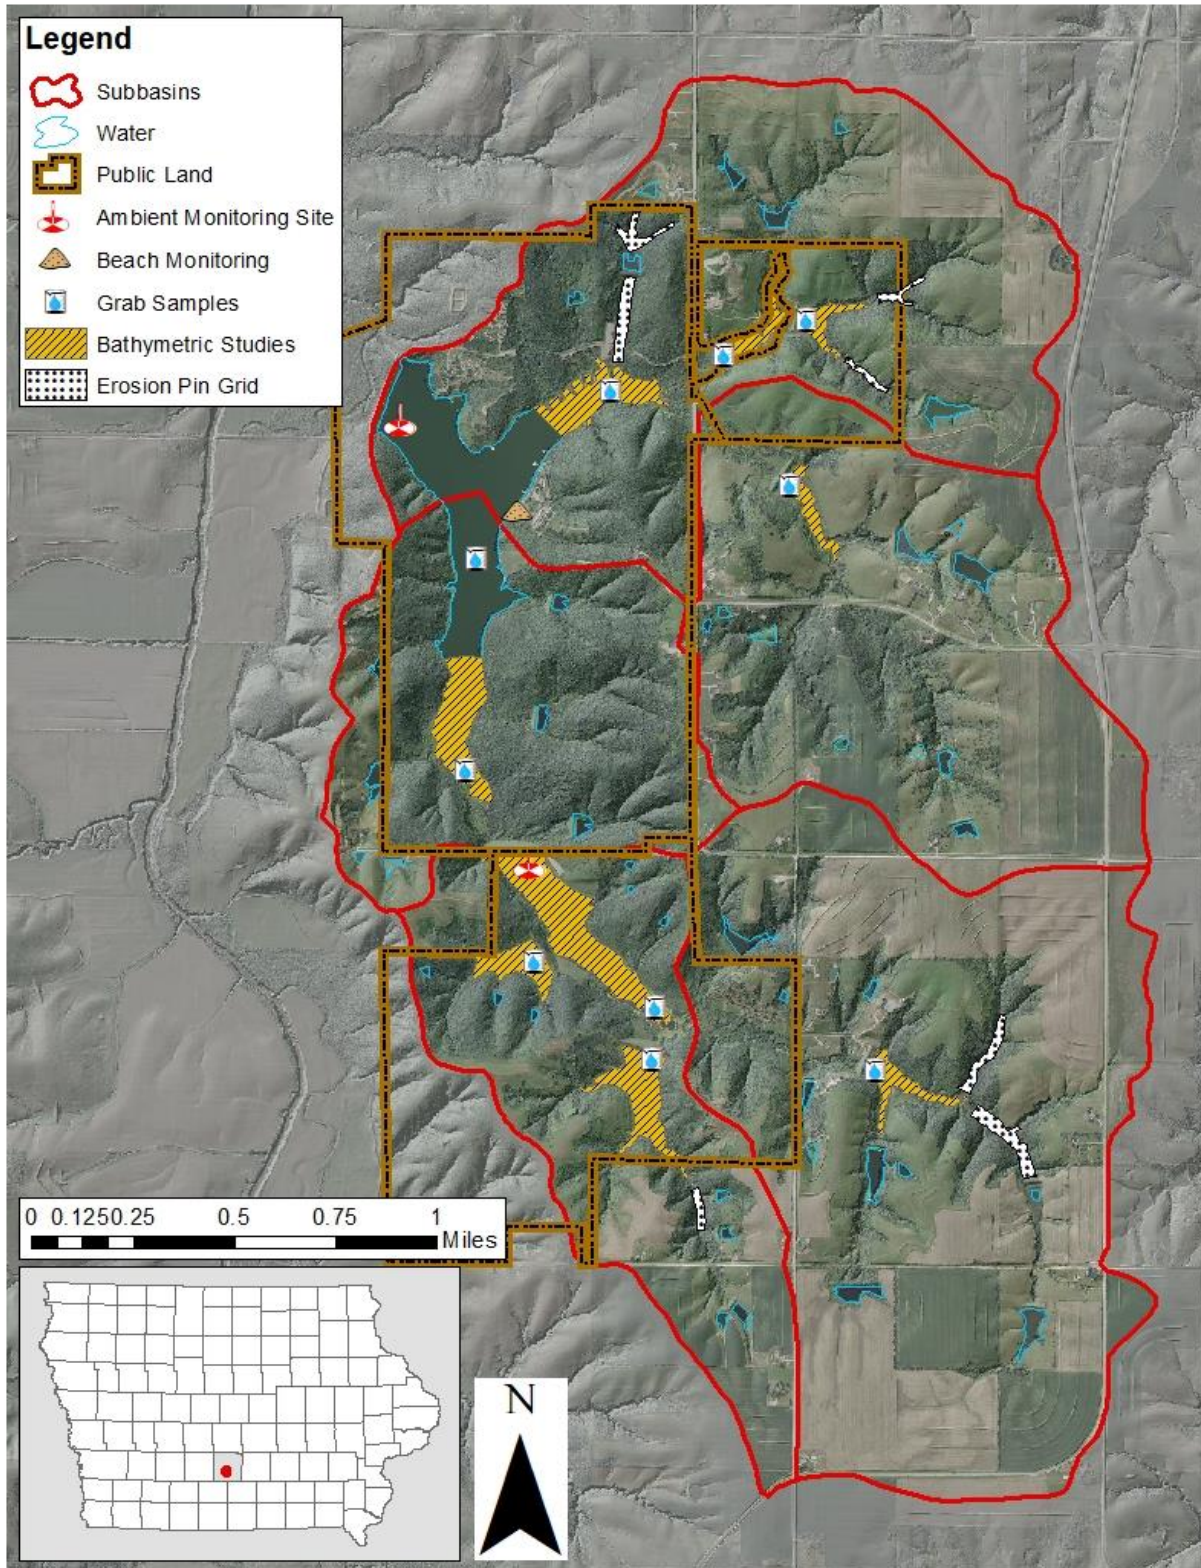 Legend
Subbasins
Water
Public Land
Ambient Monitoring Site
Beach Monitoring
Grab Samples
Bathymetric Studies
Erosion Pin Grid
0 0.1250.25 0.5 0.75 1
Miles
N